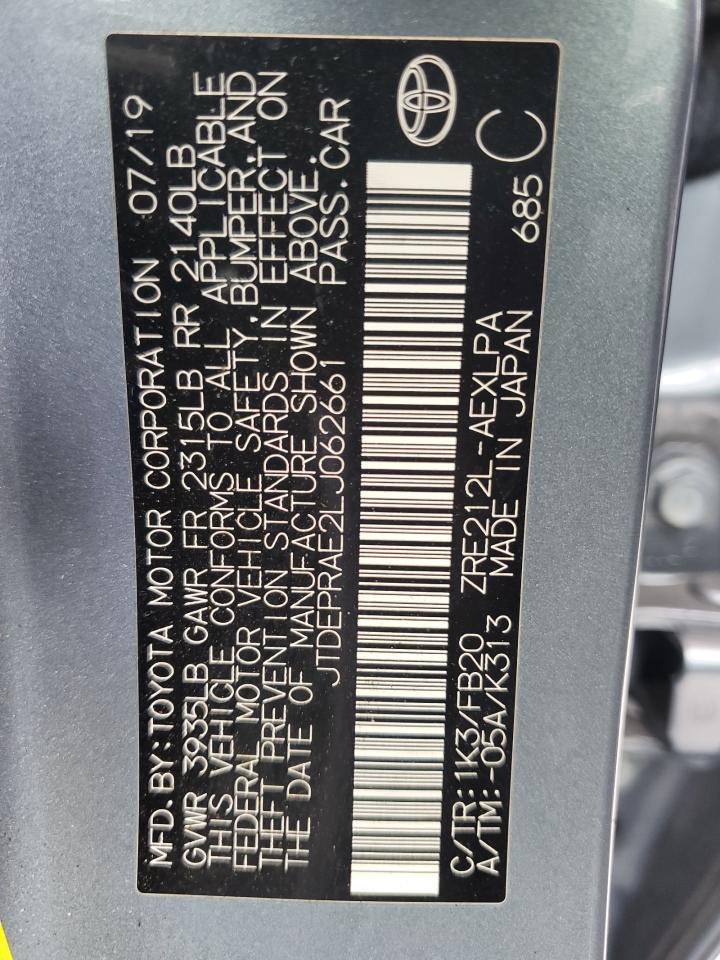 MFD. BY: TOYOTA MOTOR CORPORATION 07/19
GVWR 3935LB GAWR FR 2315LB RR 2140LB
THIS VEHICLE CONFORMS TO ALL APPLICABLE
FEDERAL MOTOR VEHICLE SAFETY, BUMPER, AND
THEFT PREVENTION STANDARDS IN EFFECT ON
THE DATE OF MANUFACTURE SHOWN ABOVE.
JTDEPRAE2LJ062661 PASS. CAR
C/TR: 1K3/FB20 ZRE212L-AEXLPA
A/TM: -05A/K313 MADE IN JAPAN
685 C